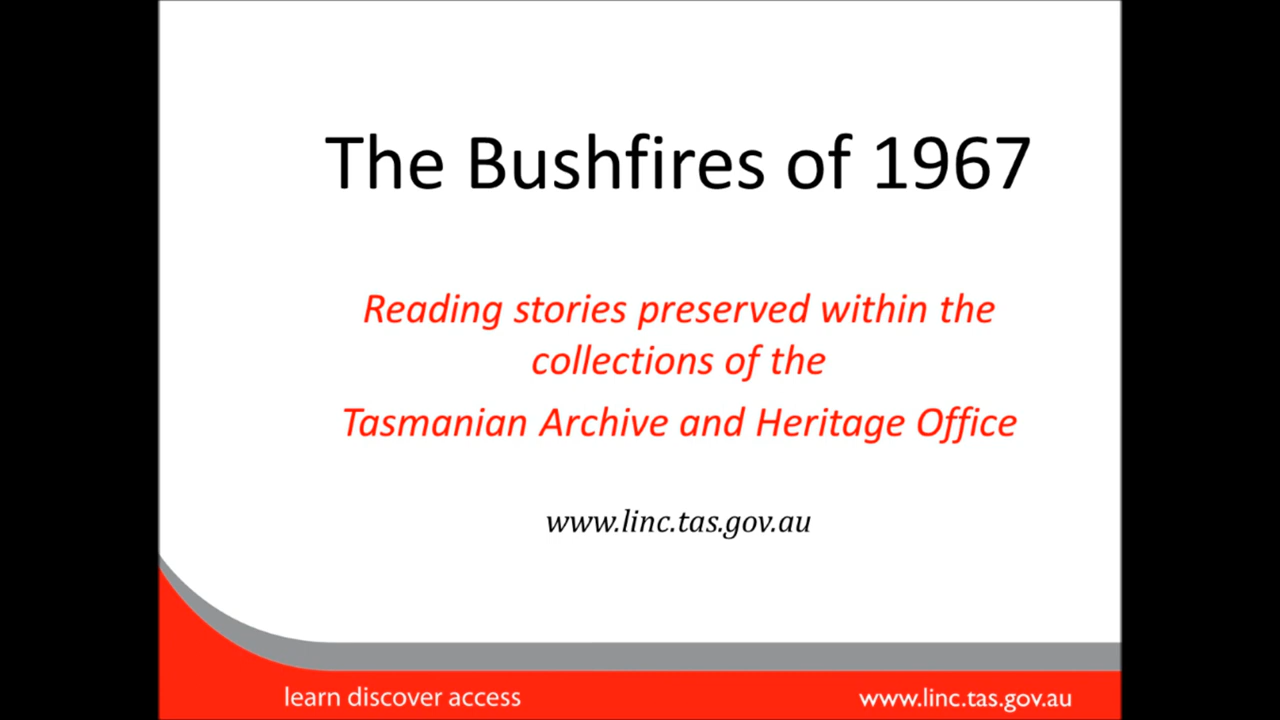 The Bushfires of 1967
Reading stories preserved within the
collections of the
Tasmanian Archive and Heritage Office
www.linc.tas.gov.au
learn discover access
www.linc.tas.gov.au